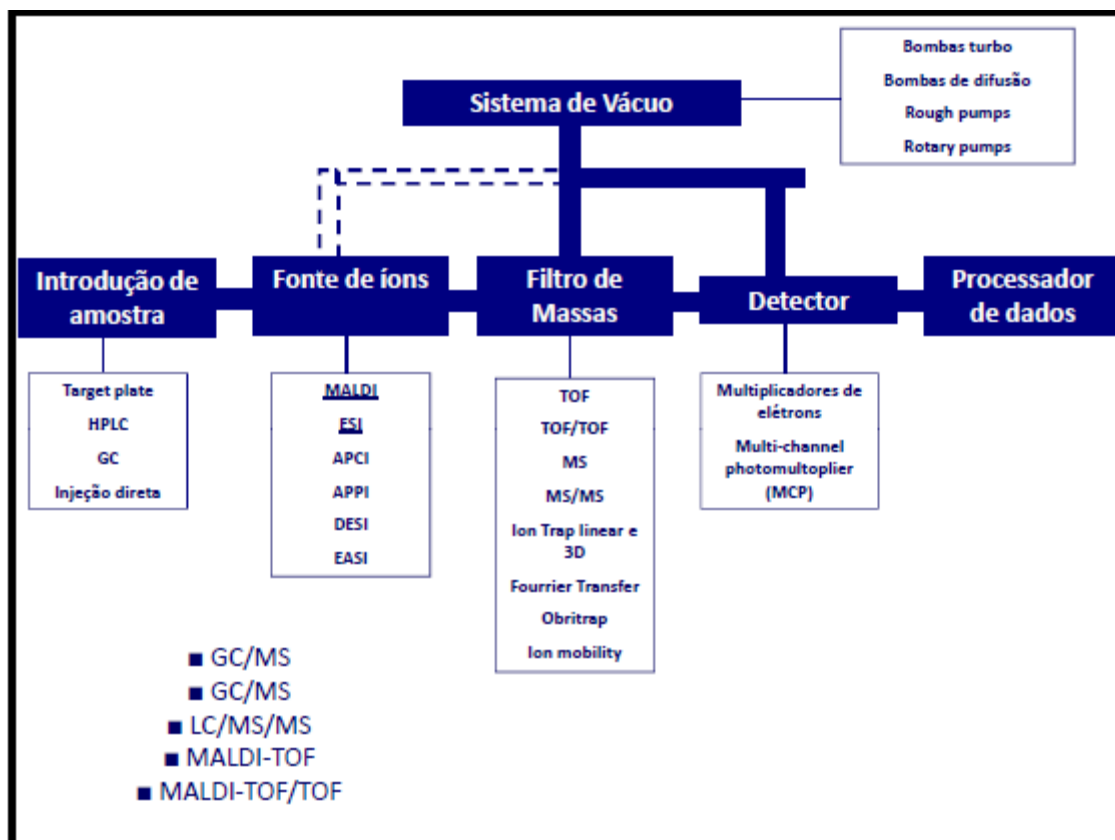 Bombas turbo
Bombas de difusão
Rough pumps
Rotary pumps
Sistema de Vácuo
Introdução de
amostra
Fonte de íons
Filtro de
Massas
Detector
Processador
de dados
Target plate
HPLC
GC
Injeção direta
MALDI
ESI
APCI
APPI
DESI
EASI
TOF
TOF/TOF
MS
MS/MS
Ion Trap linear e
3D
Fourrier Transfer
Obritrap
Ion mobility
Multiplicadores de
elétrons
Multi-channel
photomultoplier
(MCP)
■ GC/MS
■ GC/MS
■ LC/MS/MS
■ MALDI-TOF
■ MALDI-TOF/TOF